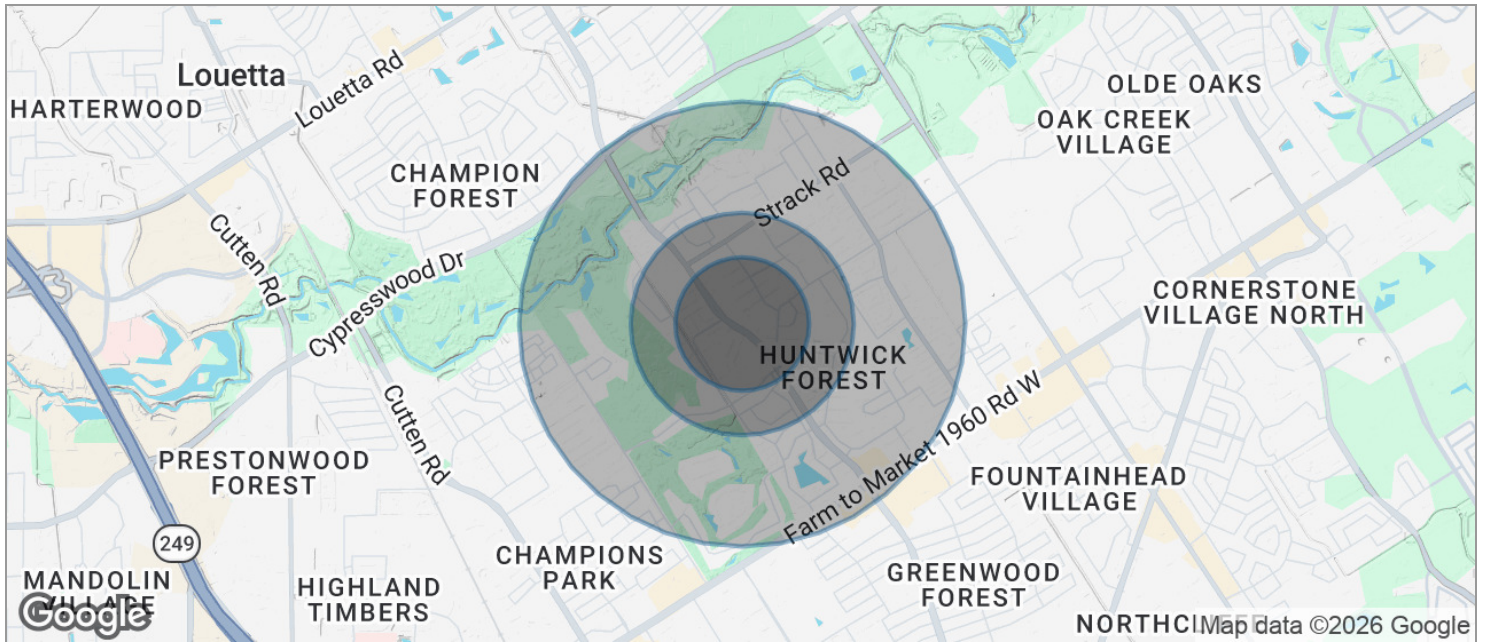 Louetta
Louetta Rd
HARTERWOOD
OLDE OAKS
OAK CREEK
VILLAGE
CHAMPION
FOREST
Strack Rd
Cutten Rd
Cypresswood Dr
CORNERSTONE
VILLAGE NORTH
HUNTWICK
FOREST
Cutten Rd
Farm to Market 1960 Rd W
PRESTONWOOD
FOREST
FOUNTAINHEAD
VILLAGE
249
CHAMPIONS
PARK
MANDOLIN
VILLAGE
HIGHLAND
TIMBERS
GREENWOOD
FOREST
Google
Map data ©2026 Google